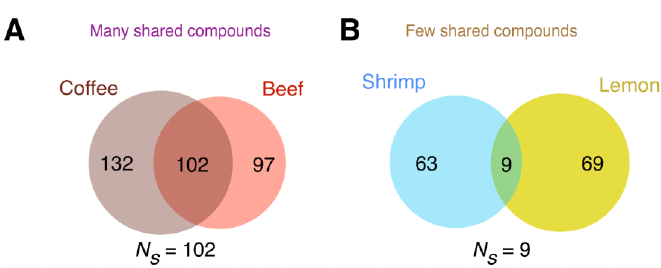 A Many shared compounds
Coffee
Beef
132 102 97
N_S = 102
B Few shared compounds
Shrimp
Lemon
63 9 69
N_S = 9